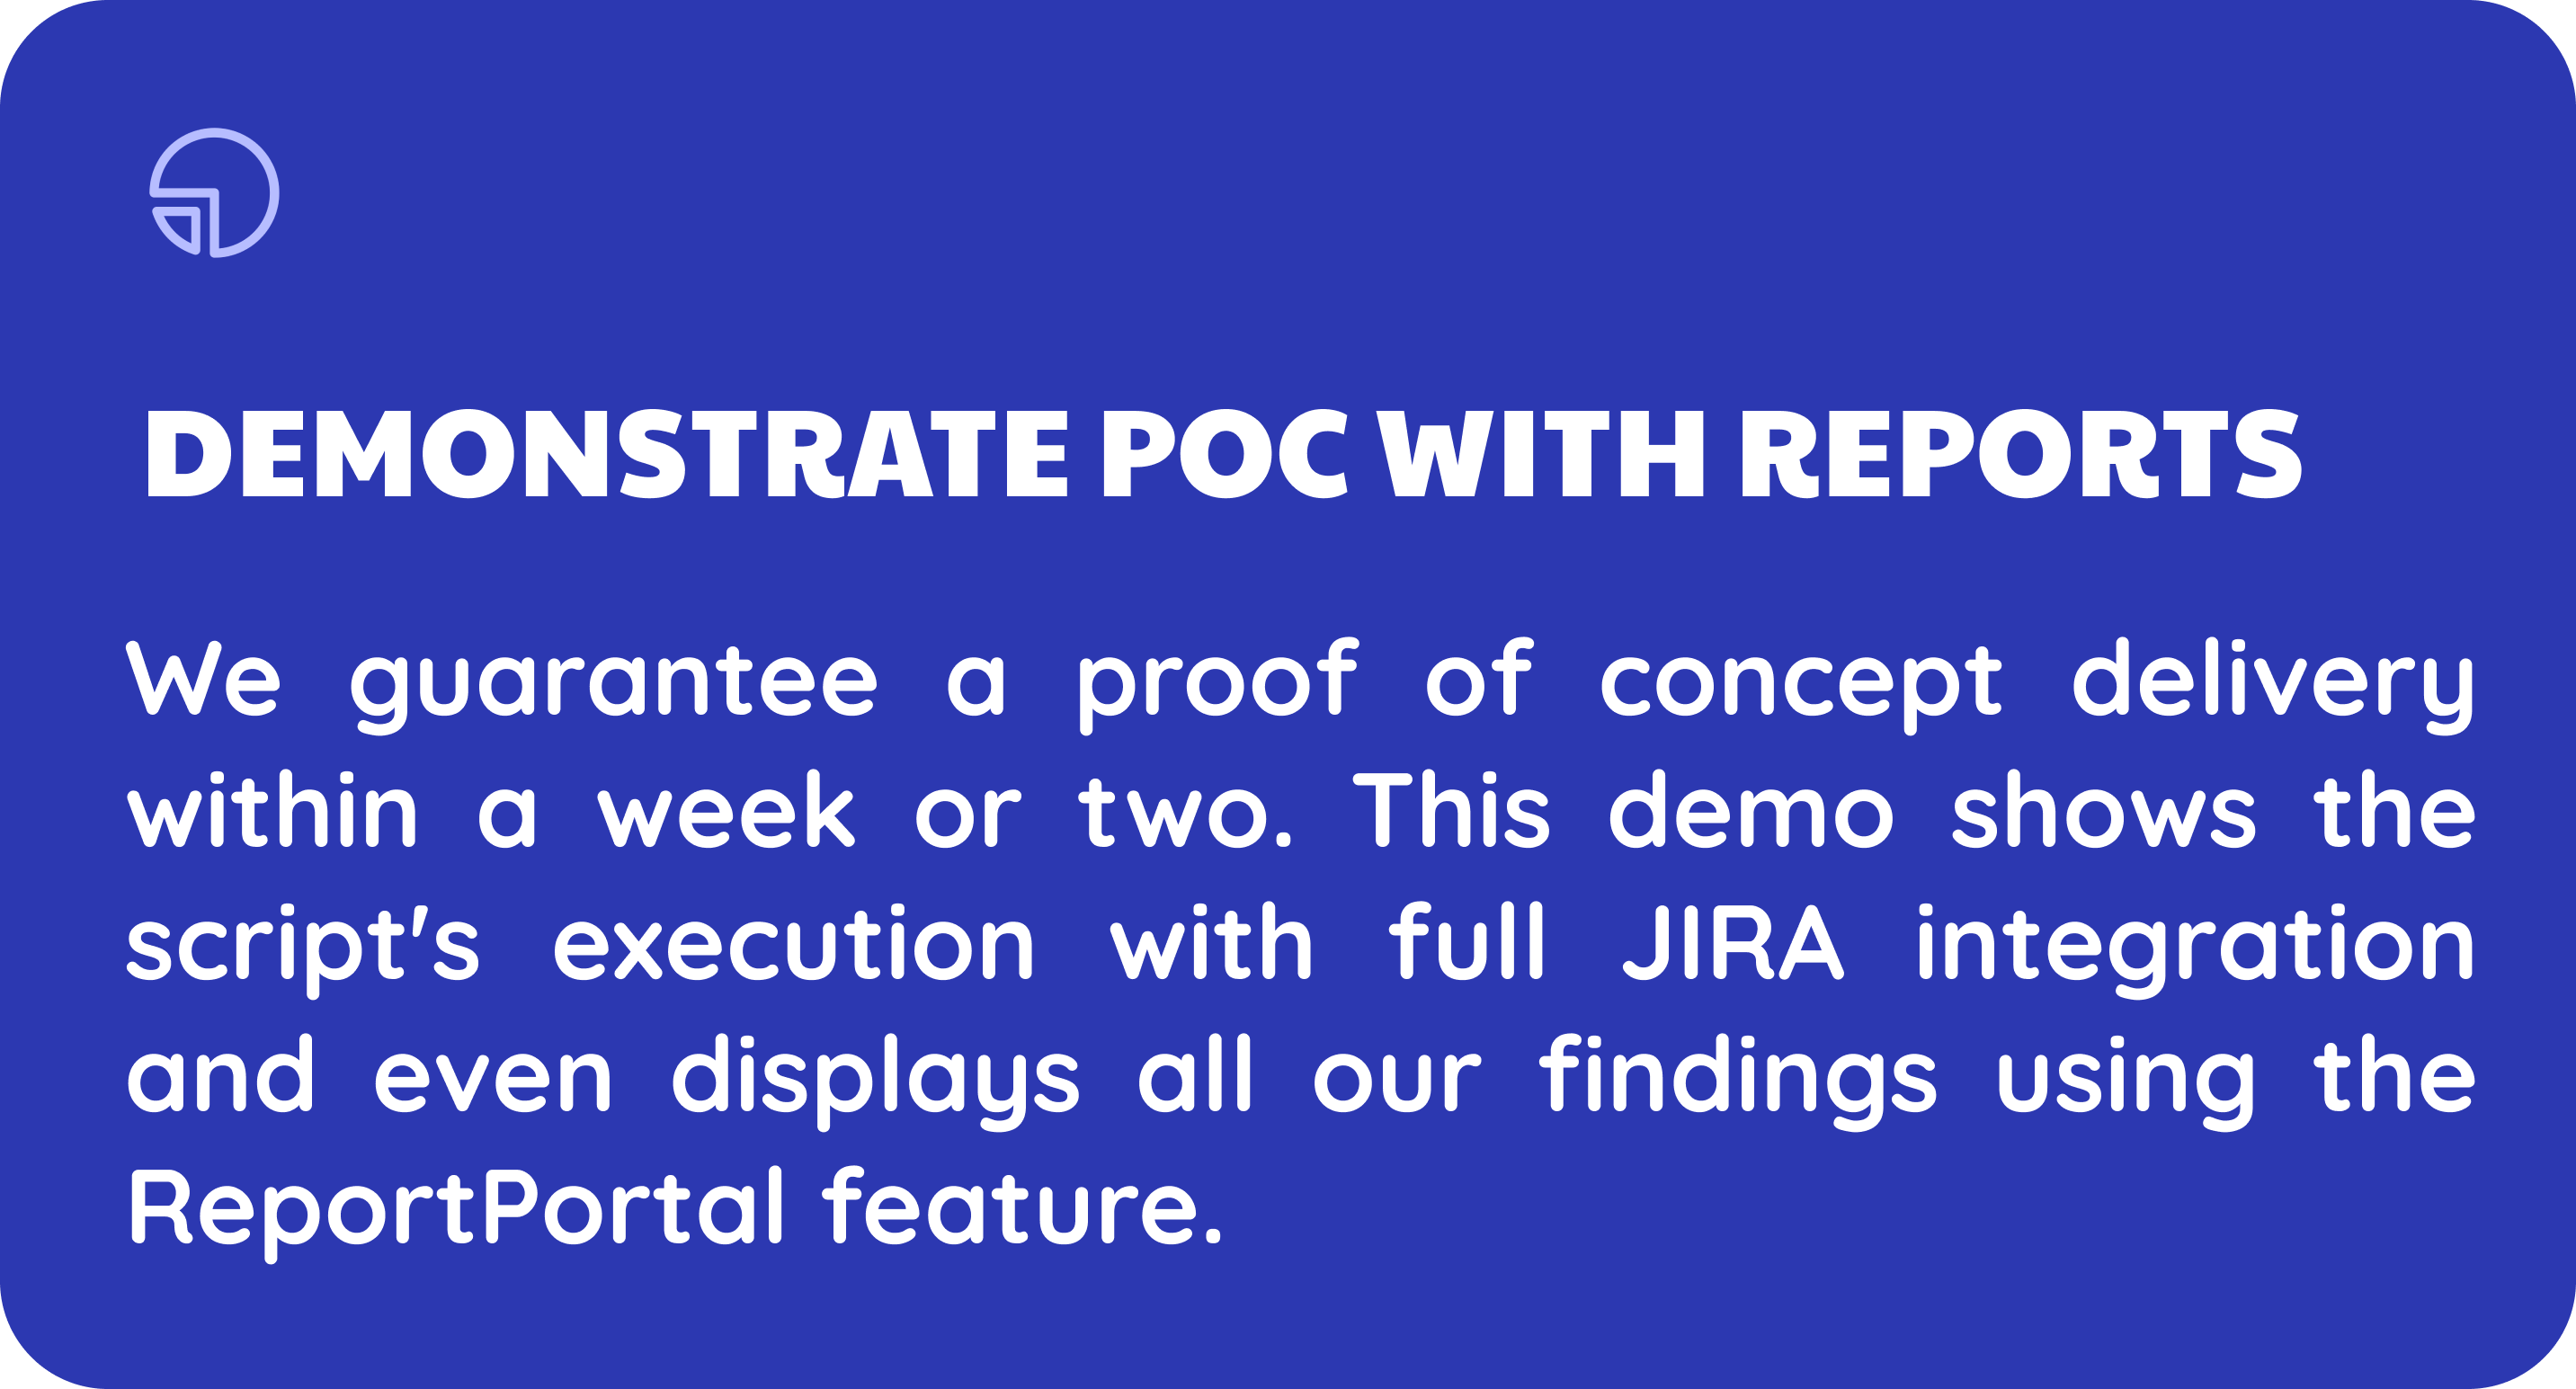 DEMONSTRATE POC WITH REPORTS
We guarantee a proof of concept delivery
within a week or two. This demo shows the
script's execution with full JIRA integration
and even displays all our findings using the
ReportPortal feature.